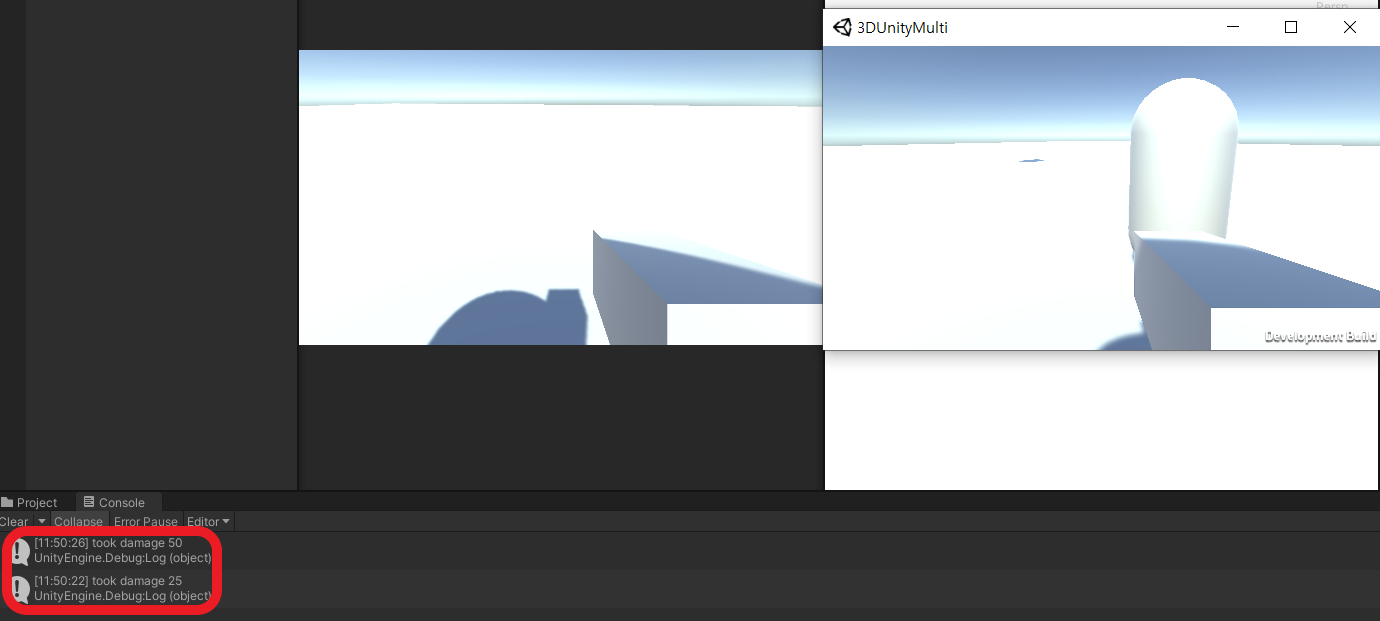 Persp
3DUnityMulti
Development Build
Project
Console
Clear
Collapse
Error Pause
Editor
[11:50:26] took damage 50
UnityEngine.Debug:Log (object)
[11:50:22] took damage 25
UnityEngine.Debug:Log (object)